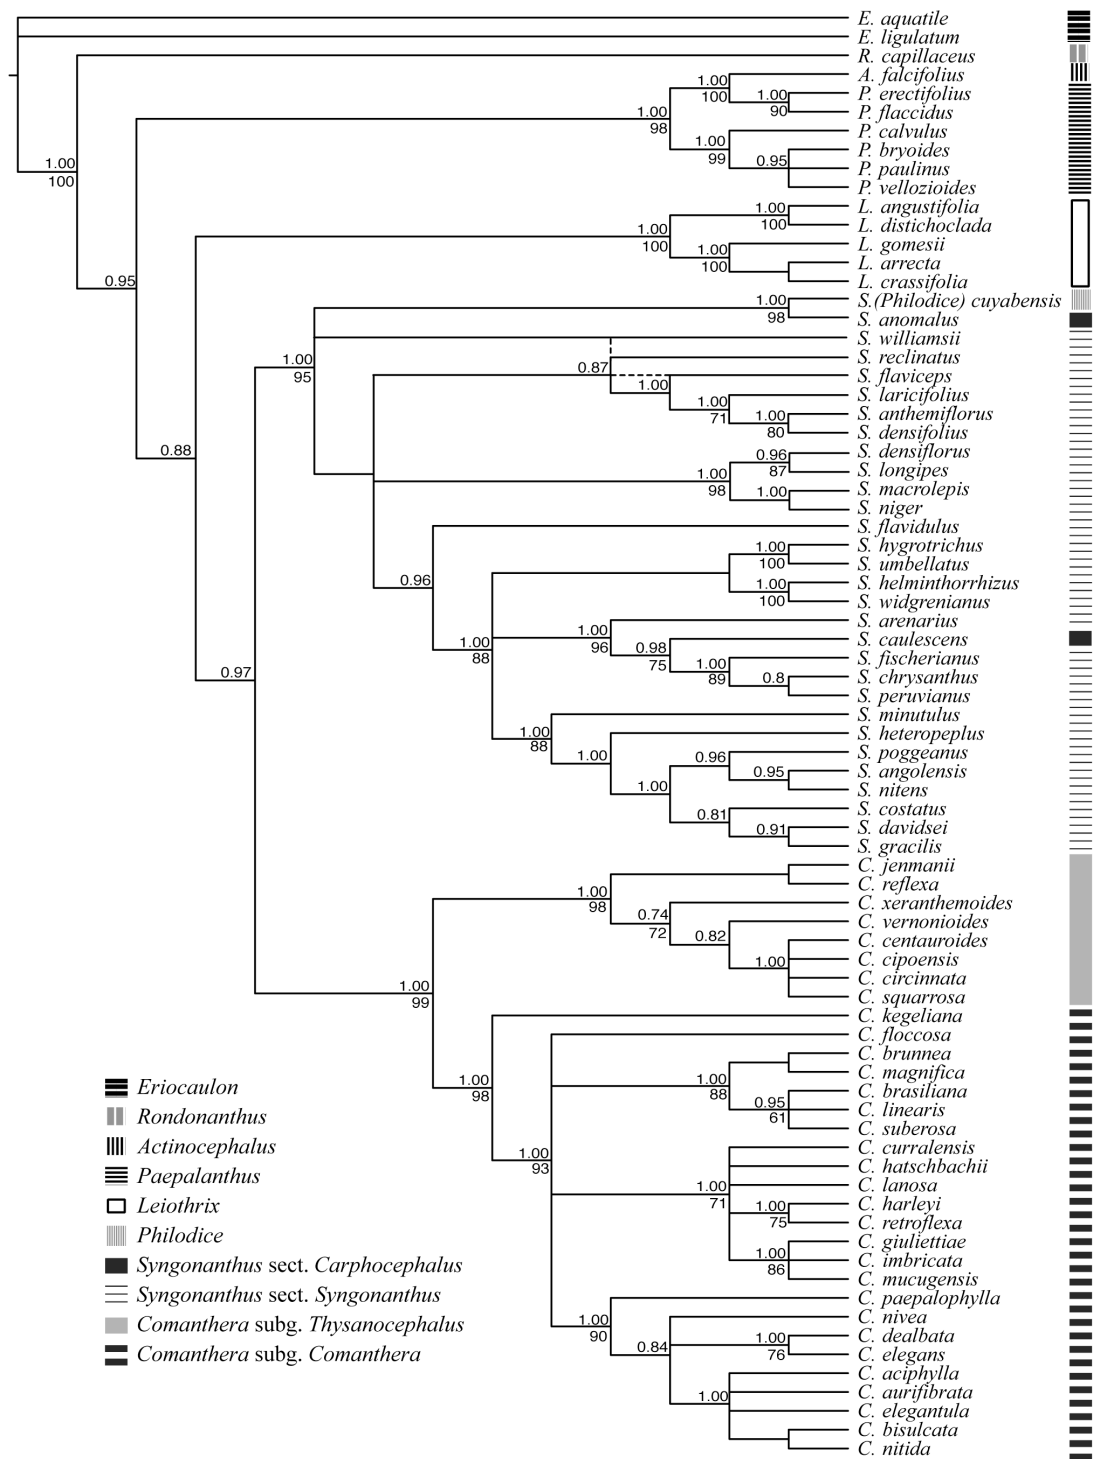 E. aquatile
E. ligulatum
R. capillaceus
A. falcifolius
1.00
100
P. erectifolius
1.00
90
P. flaccidus
1.00
98
P. calvulus
1.00
99
P. bryoides
0.95
P. paulinus
1.00
100
P. vellozioides
L. angustifolia
1.00
100
L. distichoclada
1.00
100
L. gomesii
1.00
100
L. arrecta
L. crassifolia
0.95
S.(Philodice) cuyabensis
1.00
98
S. anomalus
S. williamsii
S. reclinatus
1.00
95
0.87
S. flaviceps
1.00
S. laricifolius
1.00
71
S. anthemiflorus
1.00
80
S. densifolius
0.88
S. densiflorus
0.96
87
S. longipes
1.00
98
S. macrolepis
1.00
S. niger
S. flavidulus
S. hygrotrichus
1.00
100
S. umbellatus
0.96
S. helminthorrhizus
1.00
100
S. widgrenianus
S. arenarius
1.00
96
S. caulescens
1.00
88
0.98
75
S. fischerianus
1.00
89
S. chrysanthus
0.8
0.97
S. peruvianus
S. minutulus
1.00
88
S. heteropeplus
1.00
S. poggeanus
0.96
S. angolensis
0.95
S. nitens
1.00
S. costatus
0.81
S. davidsei
0.91
S. gracilis
C. jenmanii
C. reflexa
1.00
98
C. xeranthemoides
0.74
72
C. vernonioides
0.82
C. centauroides
C. cipoensis
1.00
C. circinnata
1.00
99
C. squarrosa
C. kegeliana
C. floccosa
C. brunnea
C. magnifica
1.00
98
1.00
88
C. brasiliana
0.95
61
C. linearis
C. suberosa
C. curralensis
1.00
93
C. hatschbachii
C. lanosa
1.00
71
C. harleyi
1.00
75
C. retroflexa
C. giuliettiae
1.00
86
C. imbricata
C. mucugensis
C. paepalophylla
1.00
90
C. nivea
C. dealbata
1.00
76
0.84
C. elegans
C. aciphylla
C. aurifibrata
1.00
C. elegantula
C. bisulcata
C. nitida
Eriocaulon
Rondonanthus
Actinocephalus
Paepalanthus
Leiothrix
Philodice
Syngonanthus sect. Carphocephalus
Syngonanthus sect. Syngonanthus
Comanthera subg. Thysanocephalus
Comanthera subg. Comanthera